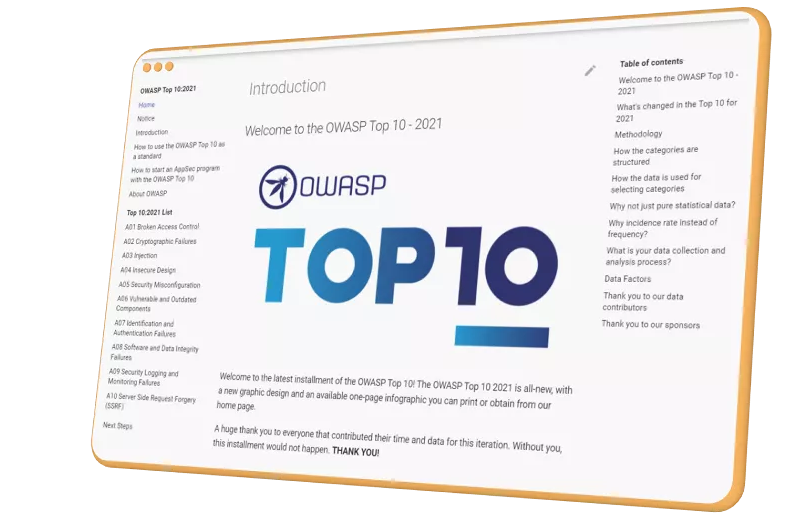 OWASP Top 10:2021
Home
Notice
Introduction
How to use the OWASP Top 10 as
a standard
How to start an AppSec program
with the OWASP Top 10
About OWASP
Top 10:2021 List
A01 Broken Access Control
A02 Cryptographic Failures
A03 Injection
A04 Insecure Design
A05 Security Misconfiguration
A06 Vulnerable and Outdated
Components
A07 Identification and
Authentication Failures
A08 Software and Data Integrity
Failures
A09 Security Logging and
Monitoring Failures
A10 Server Side Request Forgery
(SSRF)
Next Steps
Introduction
Welcome to the OWASP Top 10 - 2021
OWASP
TOP10
Welcome to the latest installment of the OWASP Top 10! The OWASP Top 10 2021 is all-new, with
a new graphic design and an available one-page infographic you can print or obtain from our
home page.
A huge thank you to everyone that contributed their time and data for this iteration. Without you,
this installment would not happen. THANK YOU!
Table of contents
Welcome to the OWASP Top 10 -
2021
What's changed in the Top 10 for
2021
Methodology
How the categories are
structured
How the data is used for
selecting categories
Why not just pure statistical data?
Why incidence rate instead of
frequency?
What is your data collection and
analysis process?
Data Factors
Thank you to our data
contributors
Thank you to our sponsors